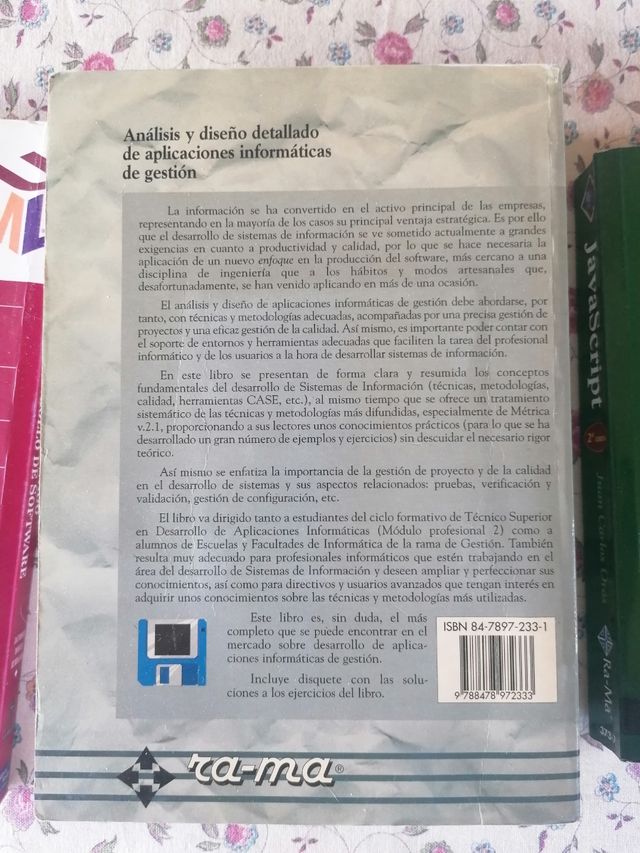 Análisis y diseño detallado
de aplicaciones informáticas
de gestión
La información se ha convertido en el activo principal de las empresas,
representando en la mayoría de los casos su principal ventaja estratégica. Es por ello
que el desarrollo de sistemas de información se ve sometido actualmente a grandes
exigencias en cuanto a productividad y calidad, por lo que se hace necesaria la
aplicación de un nuevo enfoque en la producción del software, más cercano a una
disciplina de ingeniería que a los hábitos y modos artesanales que,
desafortunadamente, se han venido aplicando en más de una ocasión.
El análisis y diseño de aplicaciones informáticas de gestión debe abordarse, por
tanto, con técnicas y metodologías adecuadas, acompañadas por una precisa gestión de
proyectos y una eficaz gestión de la calidad. Así mismo, es importante poder contar con
el soporte de entornos y herramientas adecuadas que faciliten la tarea del profesional
informático y de los usuarios a la hora de desarrollar sistemas de información.
En este libro se presentan de forma clara y resumida los conceptos
fundamentales del desarrollo de Sistemas de Información (técnicas, metodologías,
calidad, herramientas CASE, etc.), al mismo tiempo que se ofrece un tratamiento
sistemático de las técnicas y metodologías más difundidas, especialmente de Métrica
v.2.1, proporcionando a sus lectores unos conocimientos prácticos (para lo que se ha
desarrollado un gran número de ejemplos y ejercicios) sin descuidar el necesario rigor
teórico.
Así mismo se enfatiza la importancia de la gestión de proyecto y de la calidad
en el desarrollo de sistemas y sus aspectos relacionados: pruebas, verificación y
validación, gestión de configuración, etc.
El libro va dirigido tanto a estudiantes del ciclo formativo de Técnico Superior
en Desarrollo de Aplicaciones Informáticas (Módulo profesional 2) como a
alumnos de Escuelas y Facultades de Informática de la rama de Gestión. También
resulta muy adecuado para profesionales informáticos que estén trabajando en el
área del desarrollo de Sistemas de Información y deseen ampliar y perfeccionar sus
conocimientos, así como para directivos y usuarios avanzados que tengan interés en
adquirir unos conocimientos sobre las técnicas y metodologías más utilizadas.
Este libro es, sin duda, el más
completo que se puede encontrar en el
mercado sobre desarrollo de aplica-
ciones informáticas de gestión.
Incluye disquete con las solu-
ciones a los ejercicios del libro.
ISBN 84-7897-233-1
9 788478 972333
ra-ma®
DE SOFTWARE
JavaScript
Juan Carlos
Ra-Ma